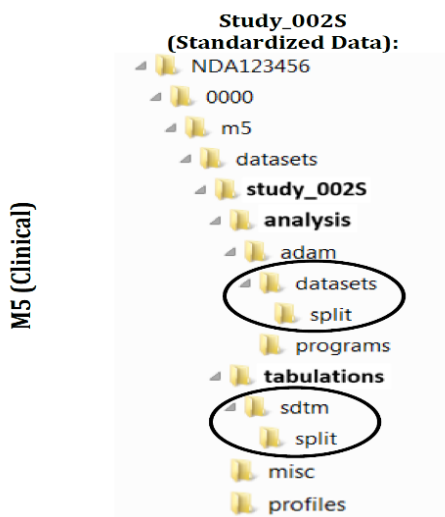 Study_002S
(Standardized Data):
NDA123456
0000
m5
datasets
study_002S
analysis
adam
datasets
split
programs
tabulations
sdtm
split
misc
profiles
M5 (Clinical)